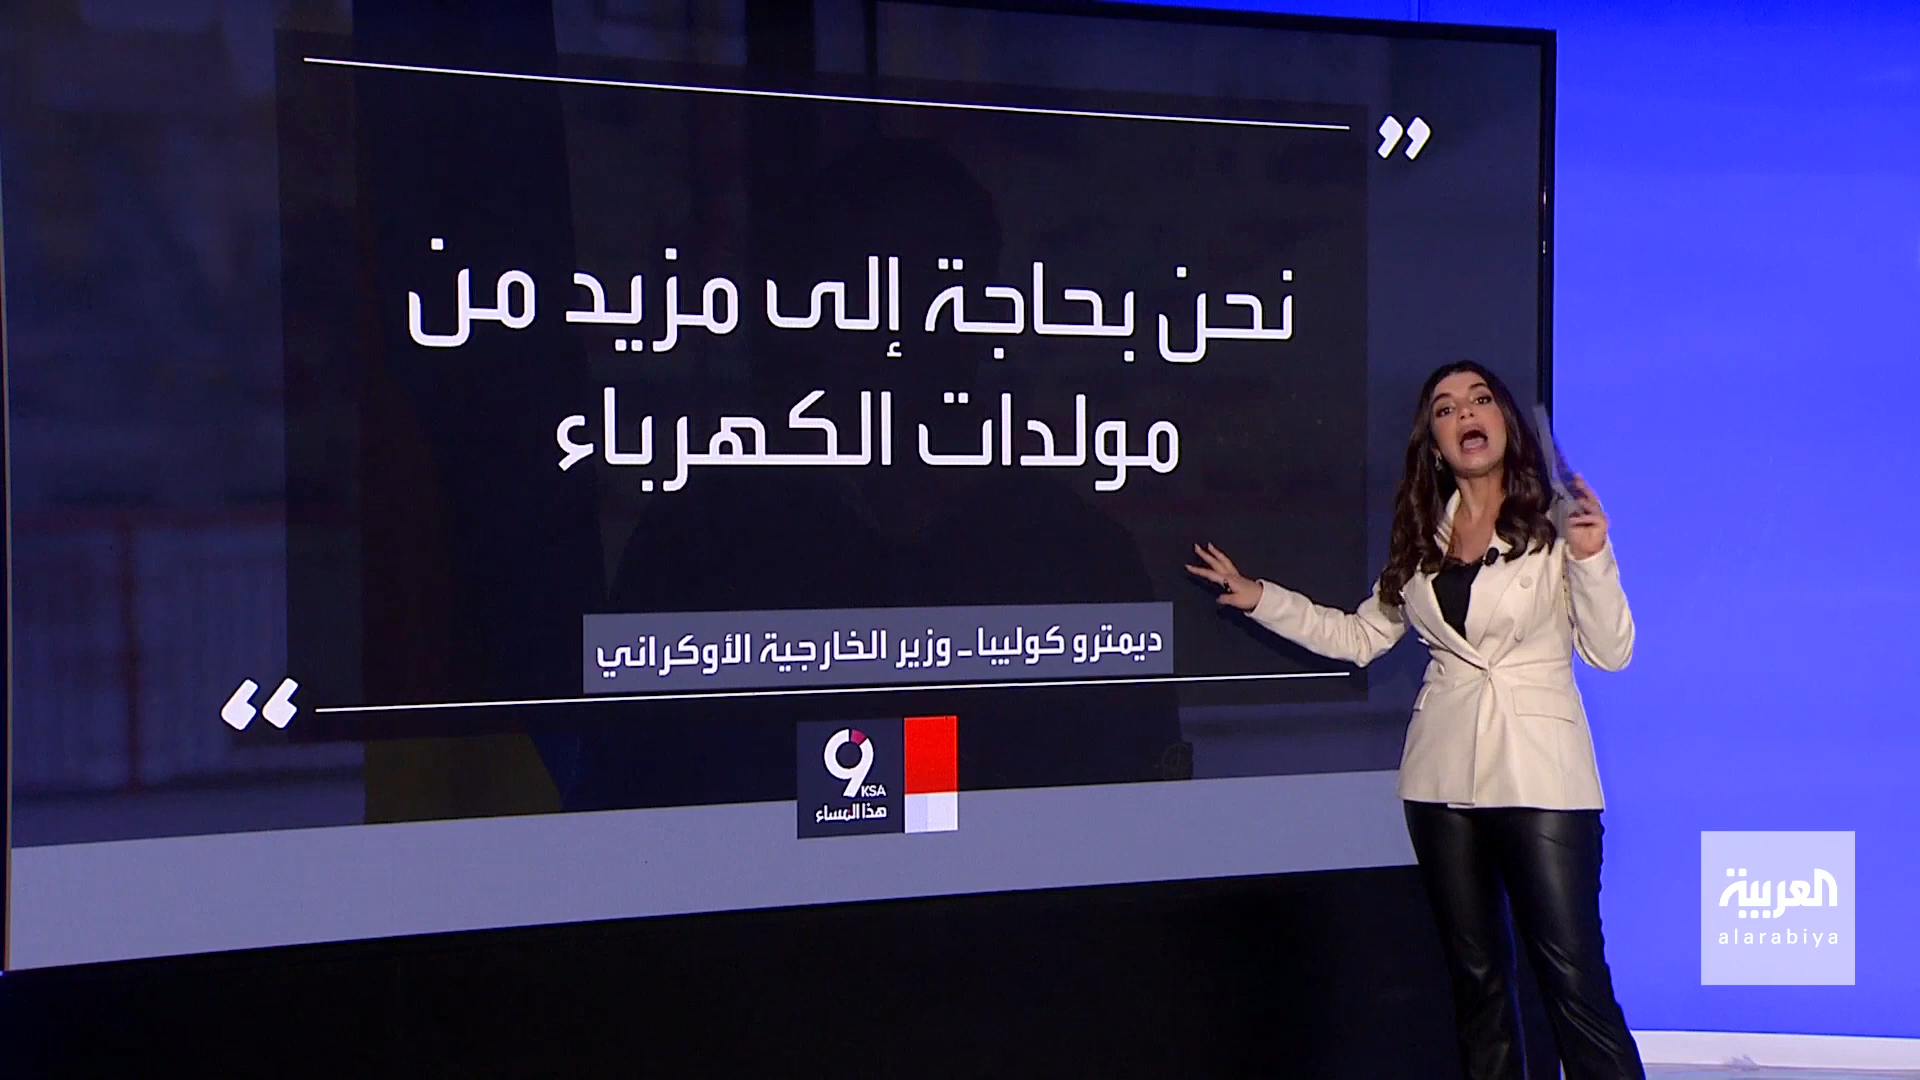 نحن بحاجة إلى مزيد من
مولدات الكهرباء
ديمترو كوليبا - وزير الخارجية الأوكراني
9
KSA
هذا المساء
العربية
alarabiya